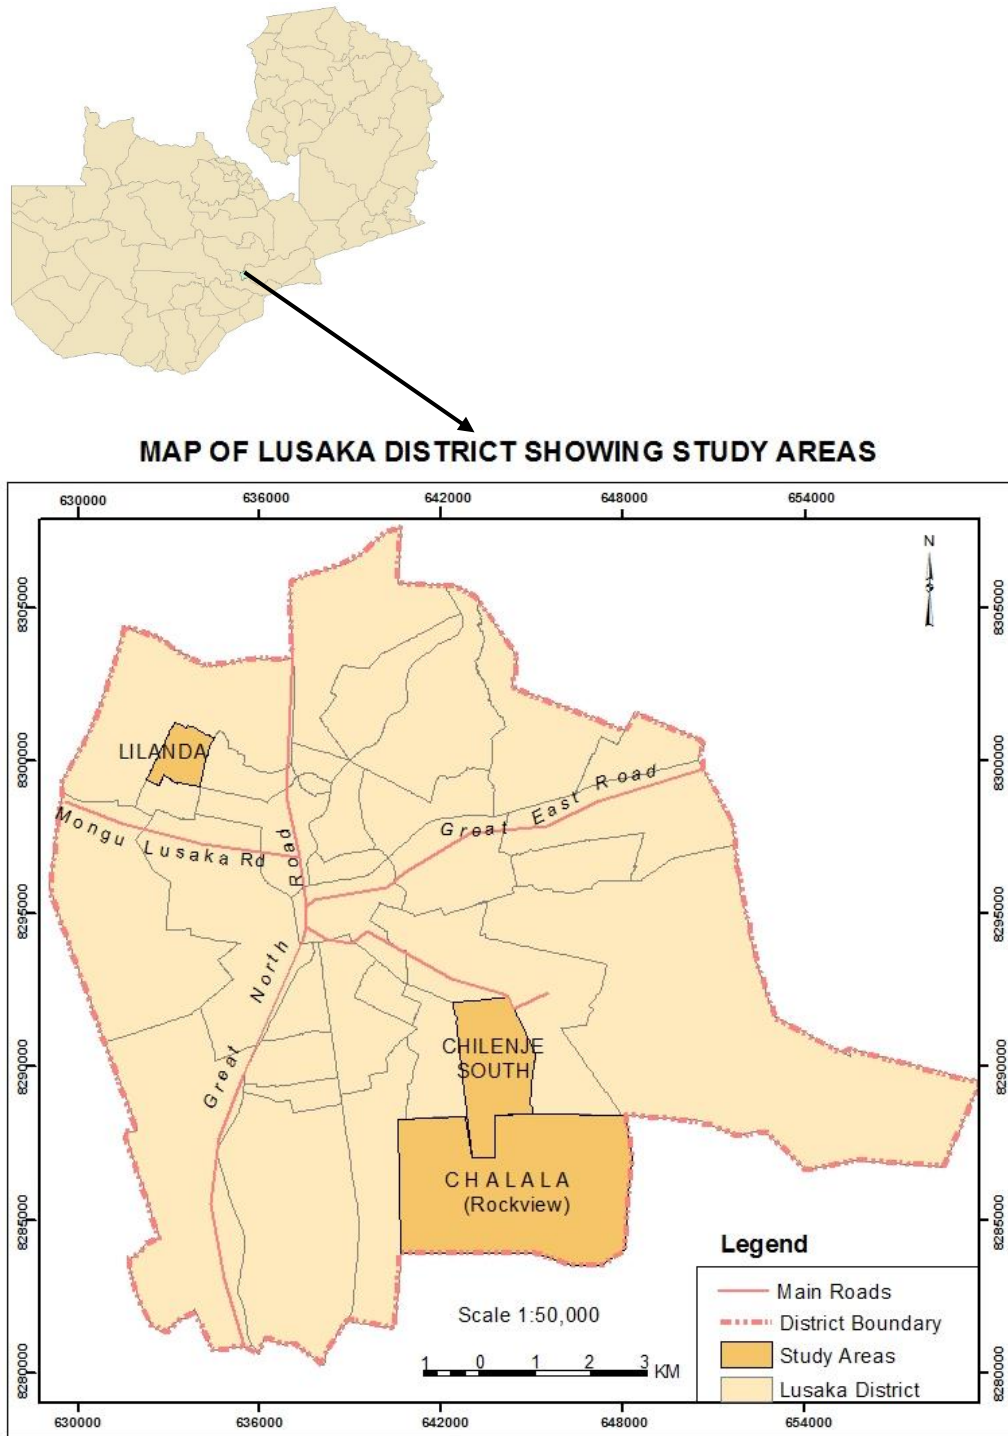 MAP OF LUSAKA DISTRICT SHOWING STUDY AREAS
630000 636000 642000 648000 654000
N
8305000 8305000
8300000 8300000
8295000 8295000
8290000 8290000
8285000 8285000
8280000 8280000
LILANDA
Mongu Lusaka Rd
Great East Road
Great North Road
CHILENJE
SOUTH
CHALALA
(Rockview)
Scale 1:50,000
1 0 1 2 3 KM
Legend
Main Roads
District Boundary
Study Areas
Lusaka District
630000 636000 642000 648000 654000